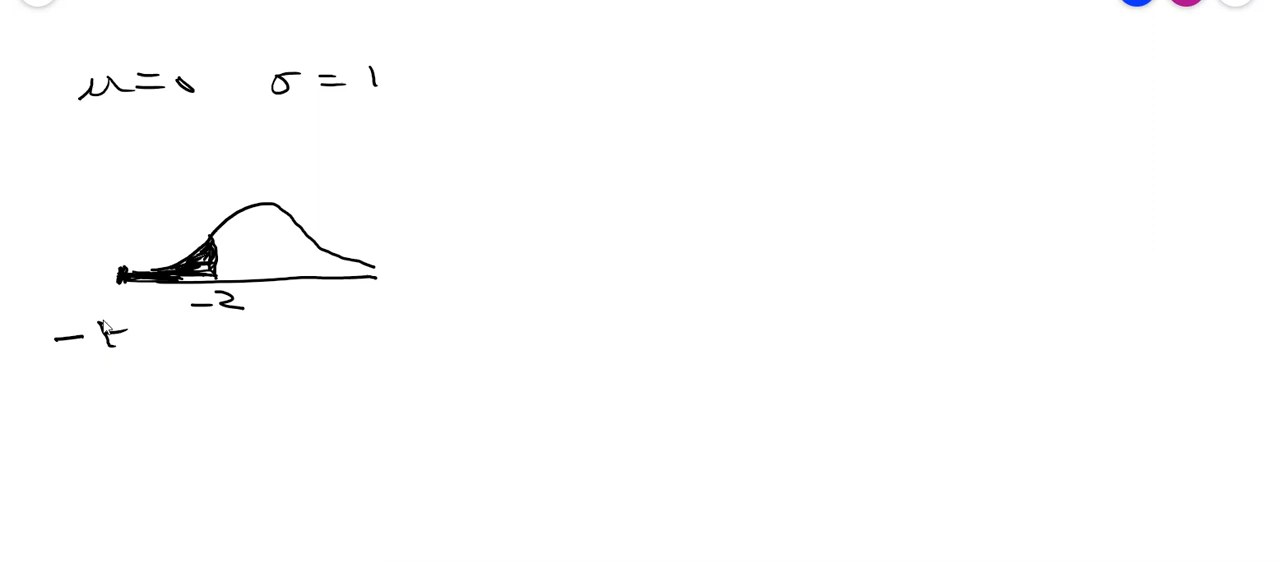 μ = 0 σ = 1
-2